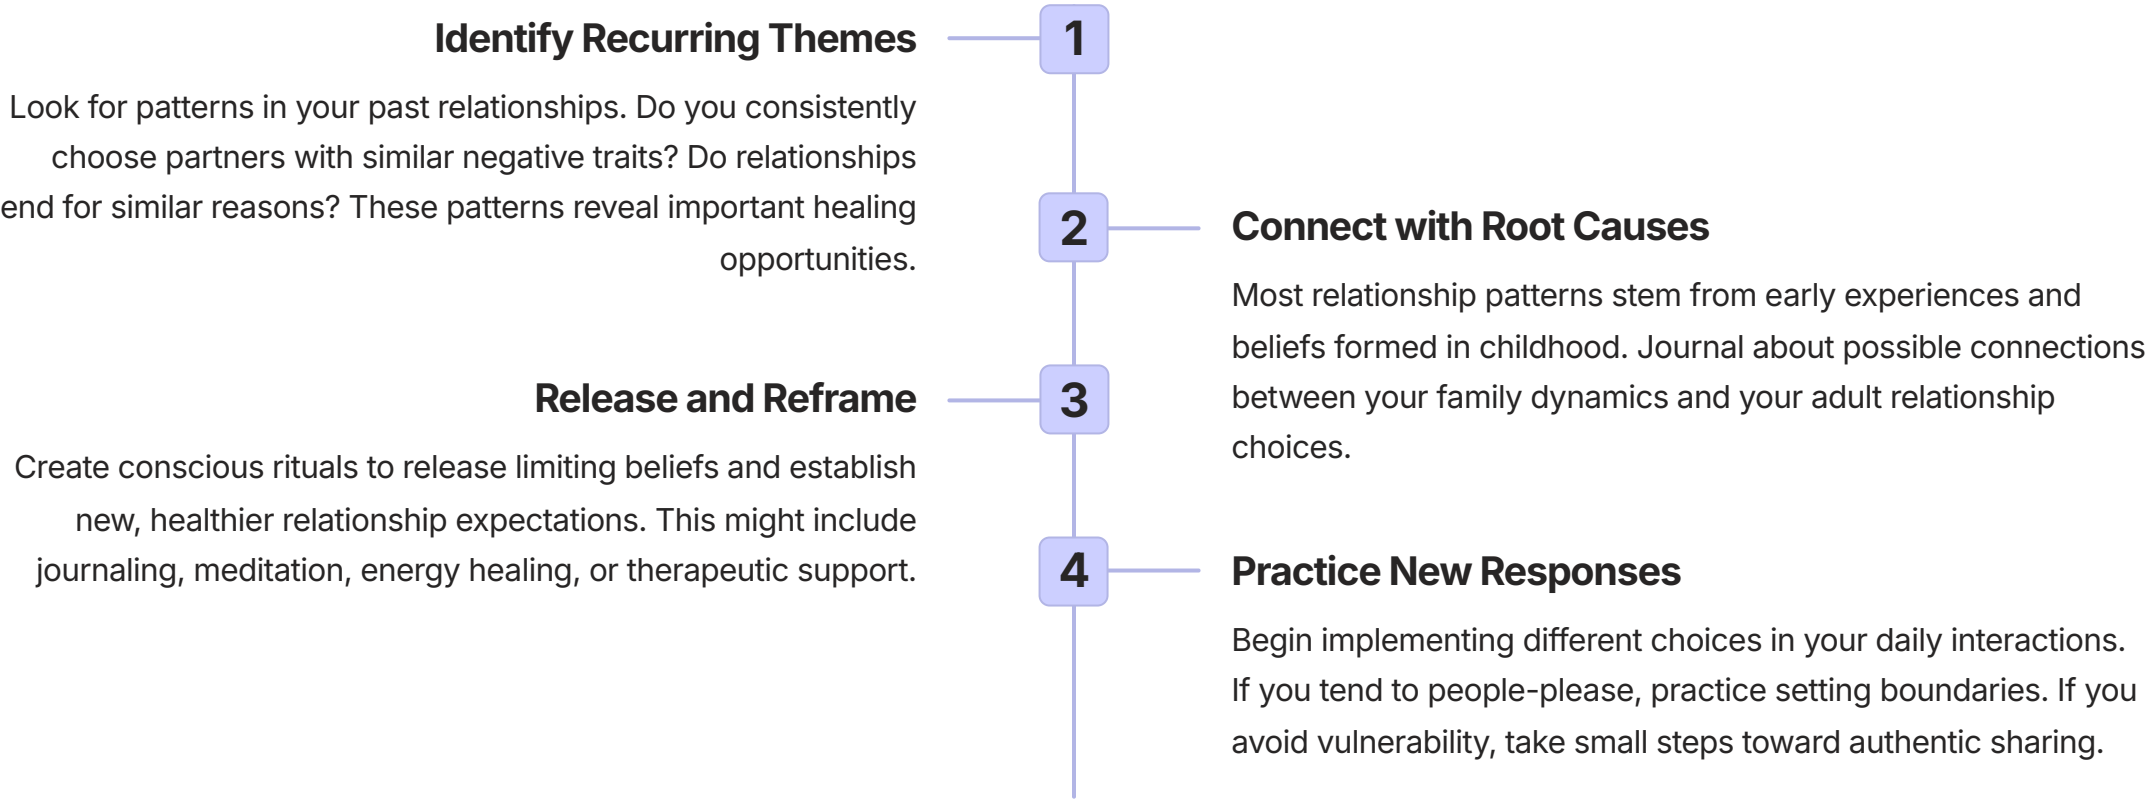 1
Identify Recurring Themes
Look for patterns in your past relationships. Do you consistently
choose partners with similar negative traits? Do relationships
end for similar reasons? These patterns reveal important healing
opportunities.
2
Connect with Root Causes
Most relationship patterns stem from early experiences and
beliefs formed in childhood. Journal about possible connections
between your family dynamics and your adult relationship
choices.
3
Release and Reframe
Create conscious rituals to release limiting beliefs and establish
new, healthier relationship expectations. This might include
journaling, meditation, energy healing, or therapeutic support.
4
Practice New Responses
Begin implementing different choices in your daily interactions.
If you tend to people-please, practice setting boundaries. If you
avoid vulnerability, take small steps toward authentic sharing.